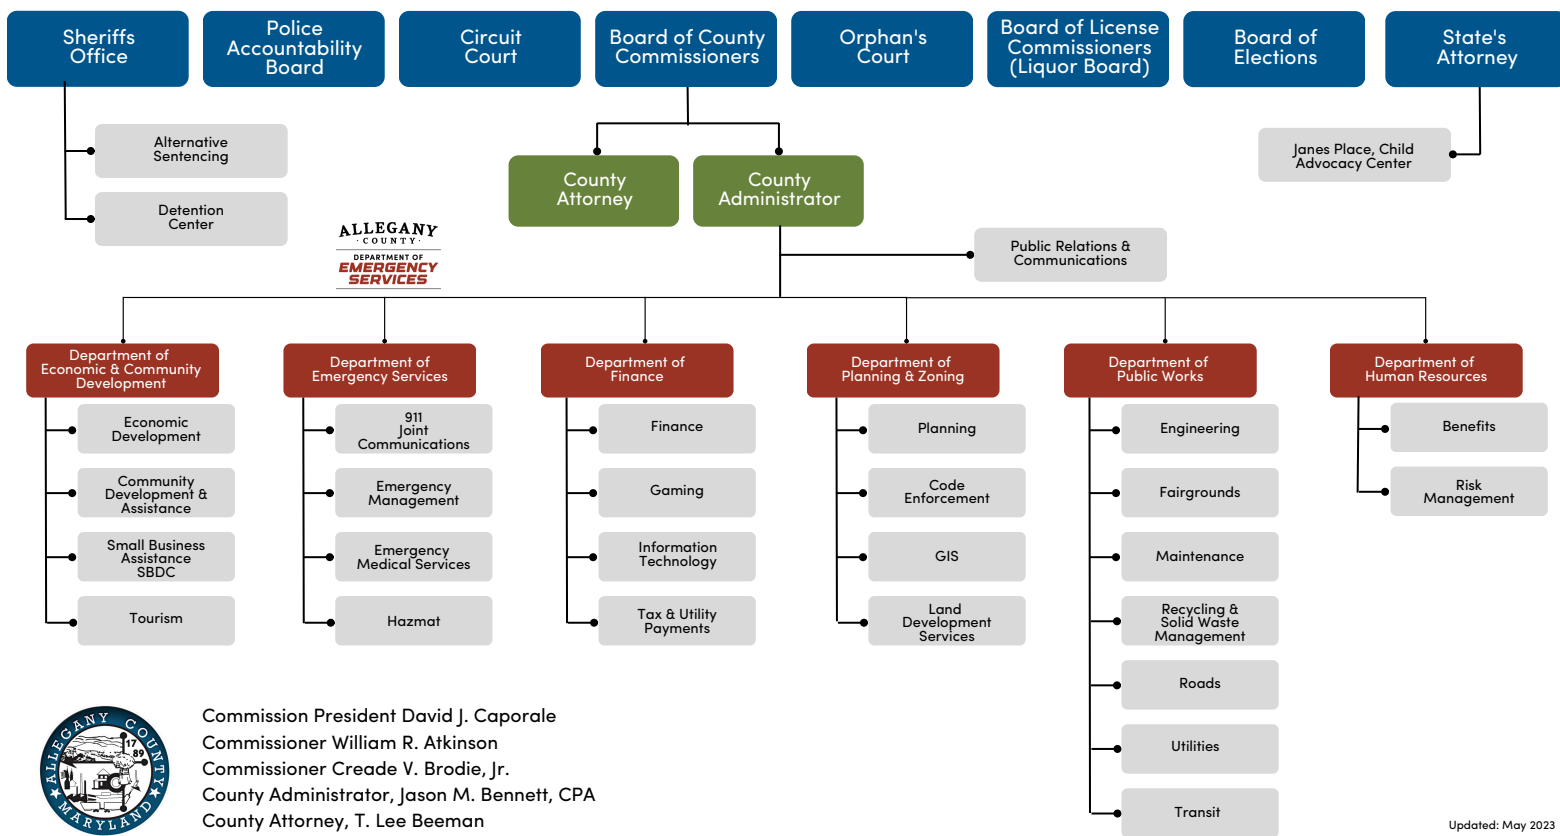 Sheriffs
Office
Police
Accountability
Board
Circuit
Court
Board of County
Commissioners
Orphan's
Court
Board of License
Commissioners
(Liquor Board)
Board of
Elections
State's
Attorney
Alternative
Sentencing
Detention
Center
County
Attorney
County
Administrator
Janes Place, Child
Advocacy Center
ALLEGANY
· COUNTY ·
DEPARTMENT OF
EMERGENCY
SERVICES
Public Relations &
Communications
Department of
Economic & Community
Development
Economic
Development
Community
Development &
Assistance
Small Business
Assistance
SBDC
Tourism
Department of
Emergency Services
911
Joint
Communications
Emergency
Management
Emergency
Medical Services
Hazmat
Department of
Finance
Finance
Gaming
Information
Technology
Tax & Utility
Payments
Department of
Planning & Zoning
Planning
Code
Enforcement
GIS
Land
Development
Services
Department of
Public Works
Engineering
Fairgrounds
Maintenance
Recycling &
Solid Waste
Management
Roads
Utilities
Transit
Department of
Human Resources
Benefits
Risk
Management
ALLEGANY COUNTY
17
89
MARYLAND
Commission President David J. Caporale
Commissioner William R. Atkinson
Commissioner Creade V. Brodie, Jr.
County Administrator, Jason M. Bennett, CPA
County Attorney, T. Lee Beeman
Updated: May 2023